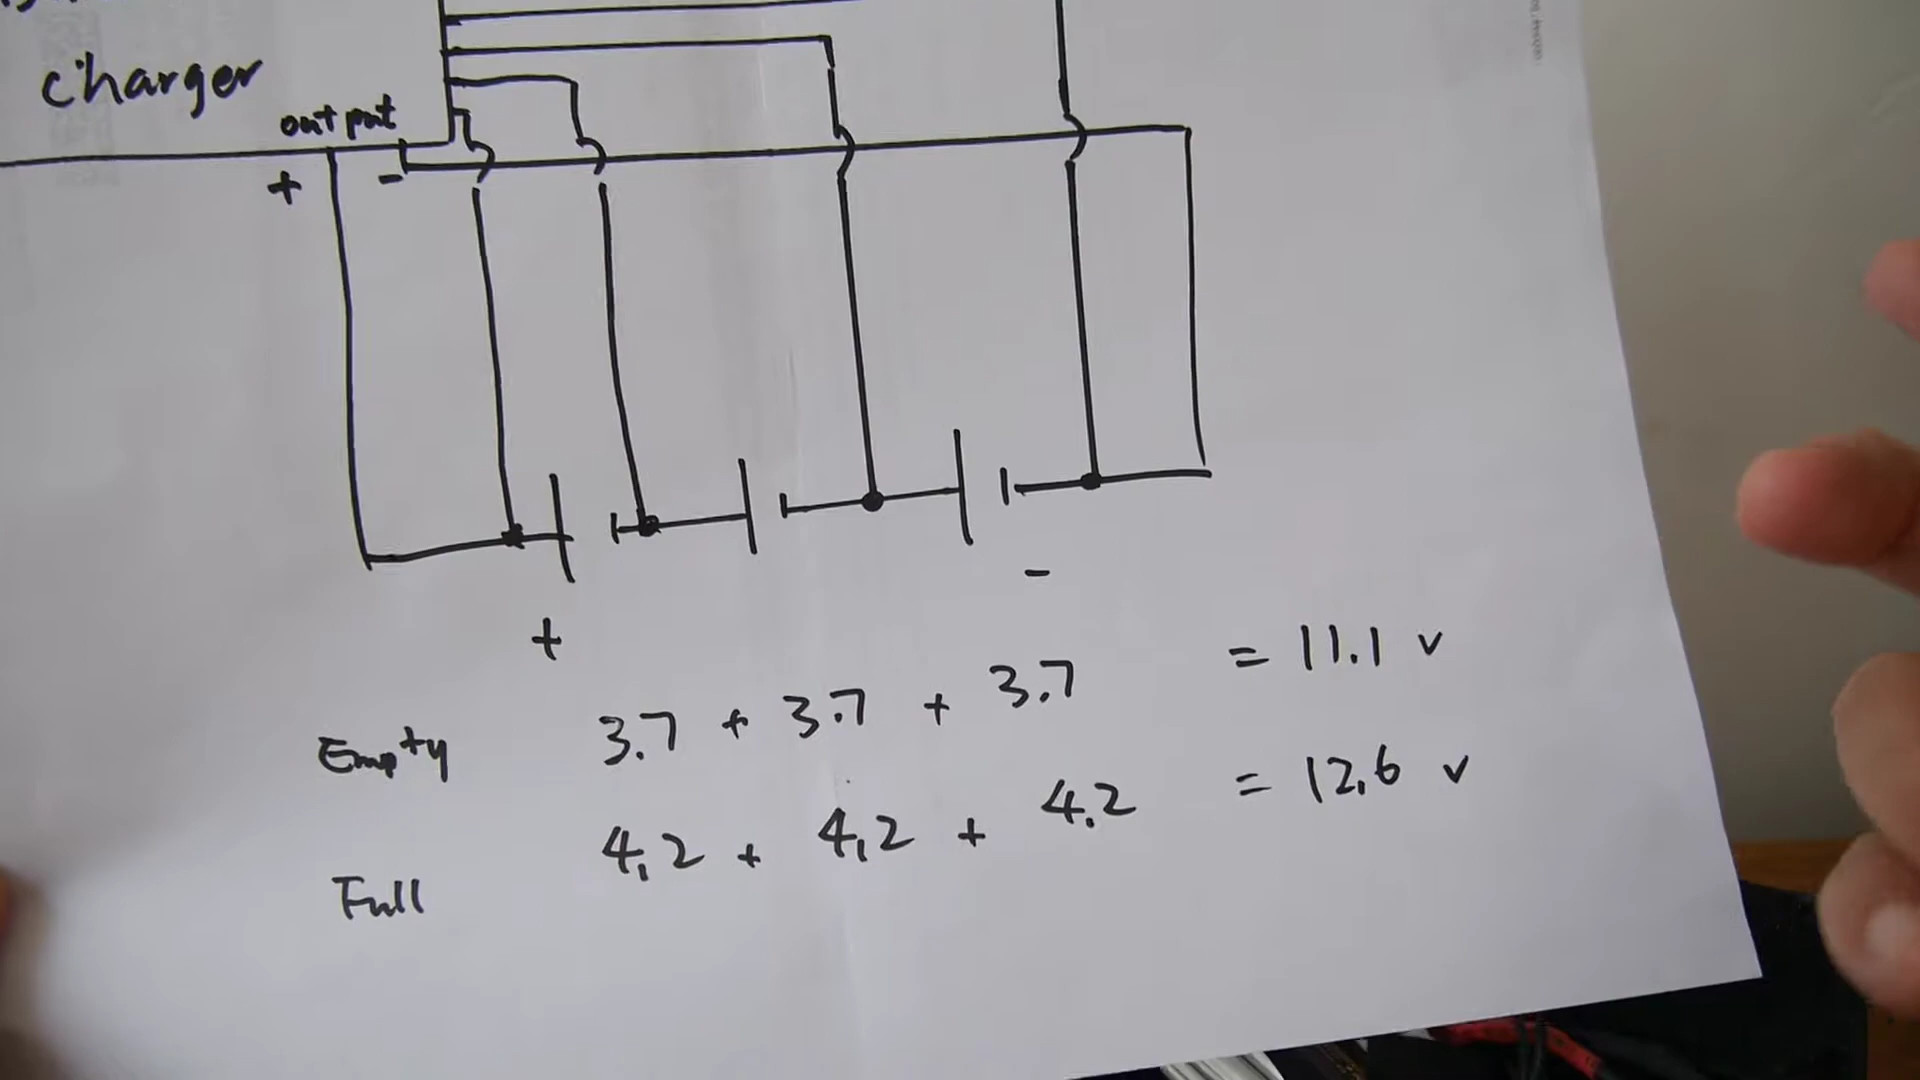 charger
output
+ -
-
+
Empty 3.7 + 3.7 + 3.7 = 11.1 v
Full 4.2 + 4.2 + 4.2 = 12.6 v